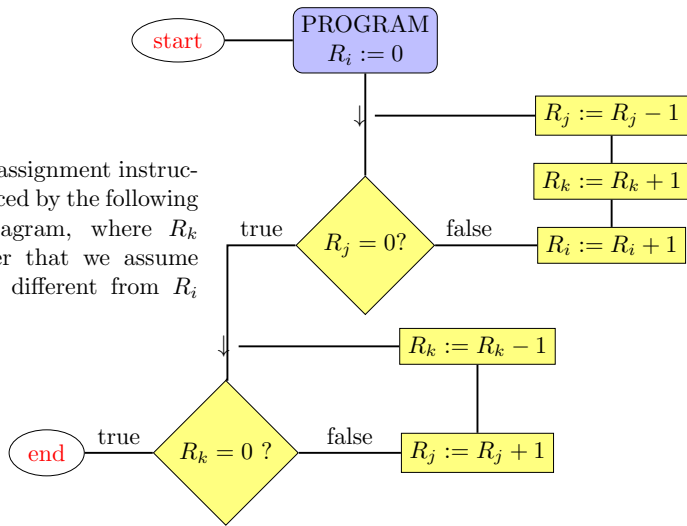 start
PROGRAM
R_i := 0
↓
R_j := R_j − 1
R_k := R_k + 1
R_i := R_i + 1
assignment instruc-
ced by the following
agram, where R_k
er that we assume
different from R_i
true
R_j = 0?
false
↓
R_k := R_k − 1
end
true
R_k = 0 ?
false
R_j := R_j + 1